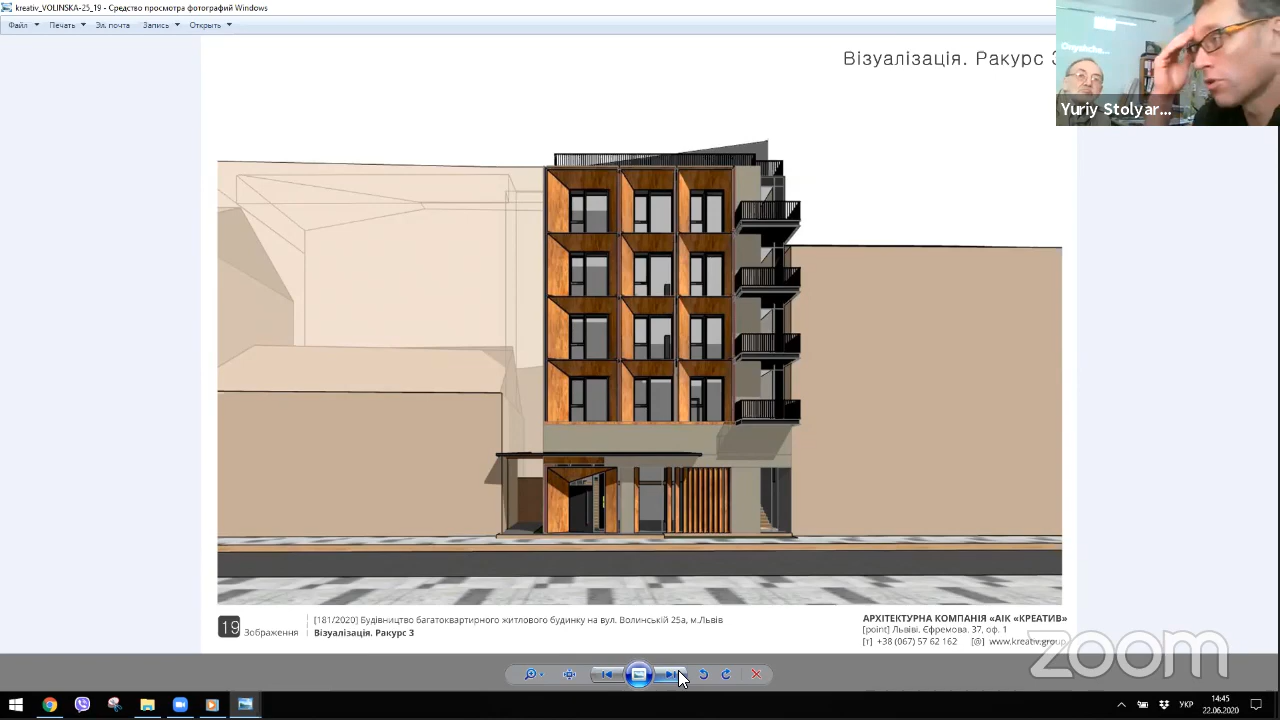 kreativ_VOLINSKA-25_19 - Средство просмотра фотографий Windows
Файл Печать Эл. почта Запись Открыть
Візуалізація. Ракурс 3
Yuriy Stolyar...
19 Зображення
[181/2020] Будівництво багатоквартирного житлового будинку на вул. Волинській 25а, м.Львів
Візуалізація. Ракурс 3
АРХІТЕКТУРНА КОМПАНІЯ «АІК «КРЕАТИВ»
[point] Львіві, Єфремова. 37, оф. 1
[т] +38 (067) 57 62 162 [@] www.kreativ.group
zoom
УКР
14:45
22.06.2020